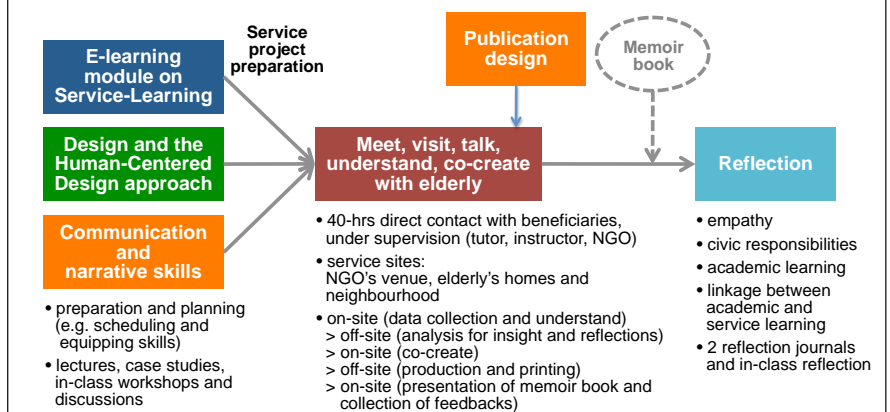 E-learning
module on
Service-Learning
Service
project
preparation
Publication
design
Memoir
book
Design and the
Human-Centered
Design approach
Meet, visit, talk,
understand, co-create
with elderly
Reflection
Communication
and
narrative skills
• preparation and planning
(e.g. scheduling and
equipping skills)
• lectures, case studies,
in-class workshops and
discussions
• 40-hrs direct contact with beneficiaries,
under supervision (tutor, instructor, NGO)
• service sites:
NGO's venue, elderly's homes and
neighbourhood
• on-site (data collection and understand)
> off-site (analysis for insight and reflections)
> on-site (co-create)
> off-site (production and printing)
> on-site (presentation of memoir book and
collection of feedbacks)
• empathy
• civic responsibilities
• academic learning
• linkage between
academic and
service learning
• 2 reflection journals
and in-class reflection